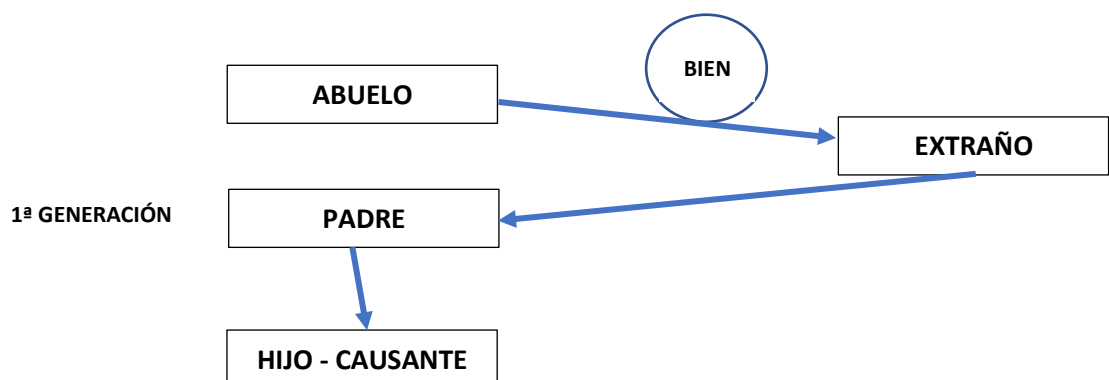 BIEN
ABUELO
EXTRAÑO
1ª GENERACIÓN
PADRE
HIJO - CAUSANTE